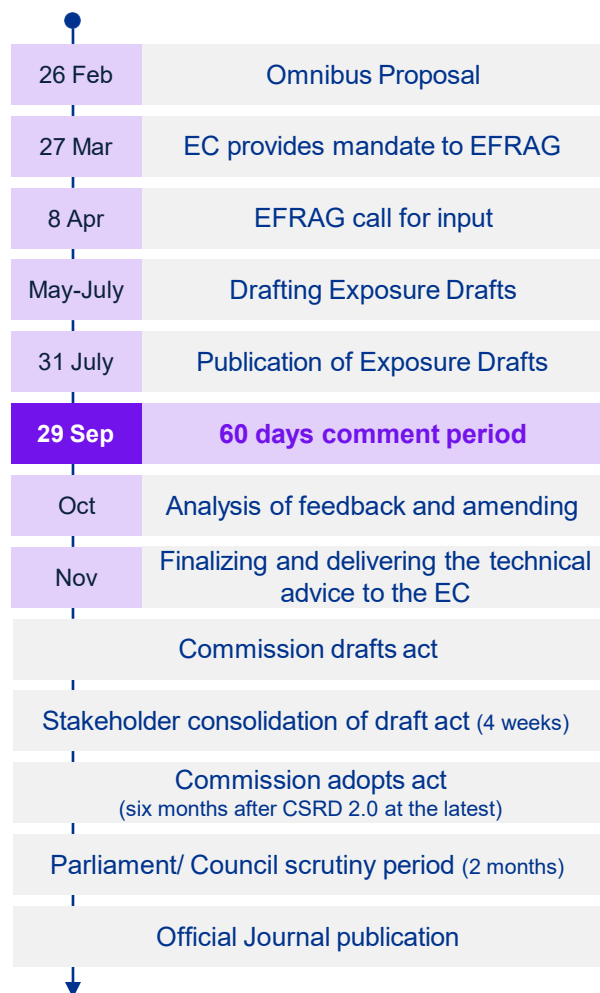 26 Feb
Omnibus Proposal
27 Mar
EC provides mandate to EFRAG
8 Apr
EFRAG call for input
May-July
Drafting Exposure Drafts
31 July
Publication of Exposure Drafts
29 Sep
60 days comment period
Oct
Analysis of feedback and amending
Nov
Finalizing and delivering the technical
advice to the EC
Commission drafts act
Stakeholder consolidation of draft act (4 weeks)
Commission adopts act
(six months after CSRD 2.0 at the latest)
Parliament/ Council scrutiny period (2 months)
Official Journal publication